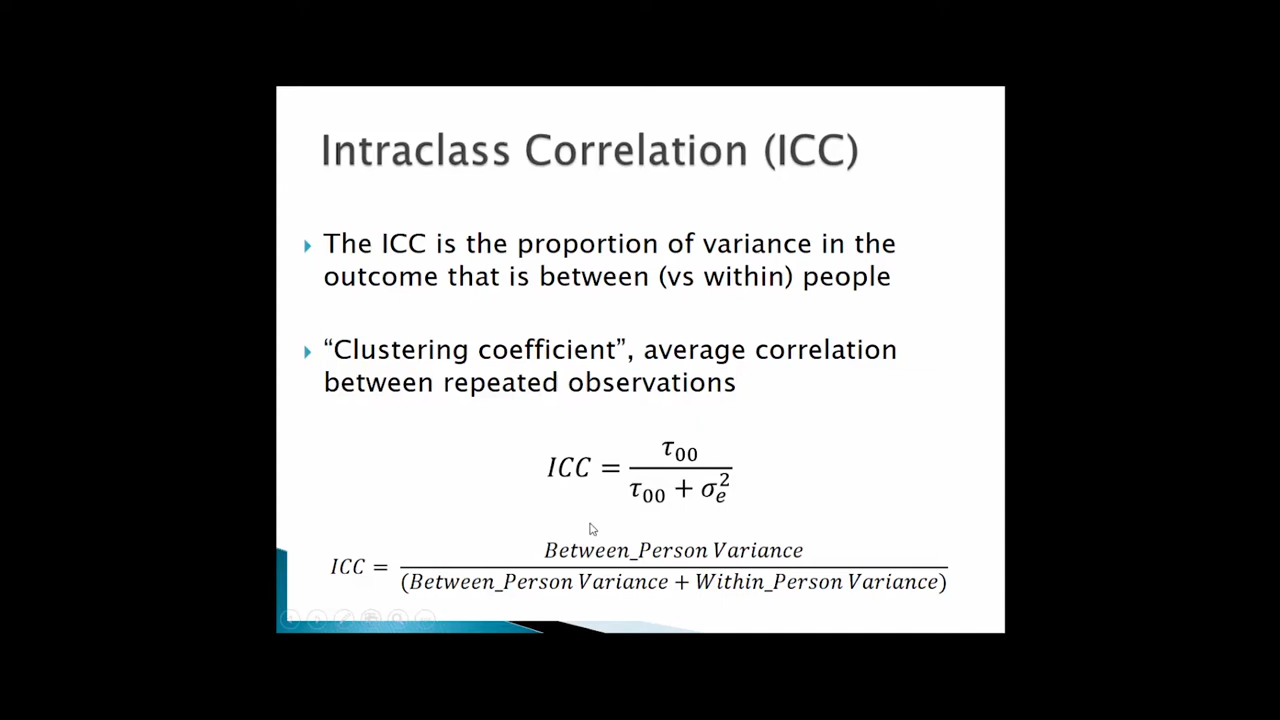 Intraclass Correlation (ICC)
The ICC is the proportion of variance in the
outcome that is between (vs within) people
“Clustering coefficient”, average correlation
between repeated observations
ICC = τ₀₀ / (τ₀₀ + σₑ²)
ICC = Between_Person Variance / (Between_Person Variance + Within_Person Variance)